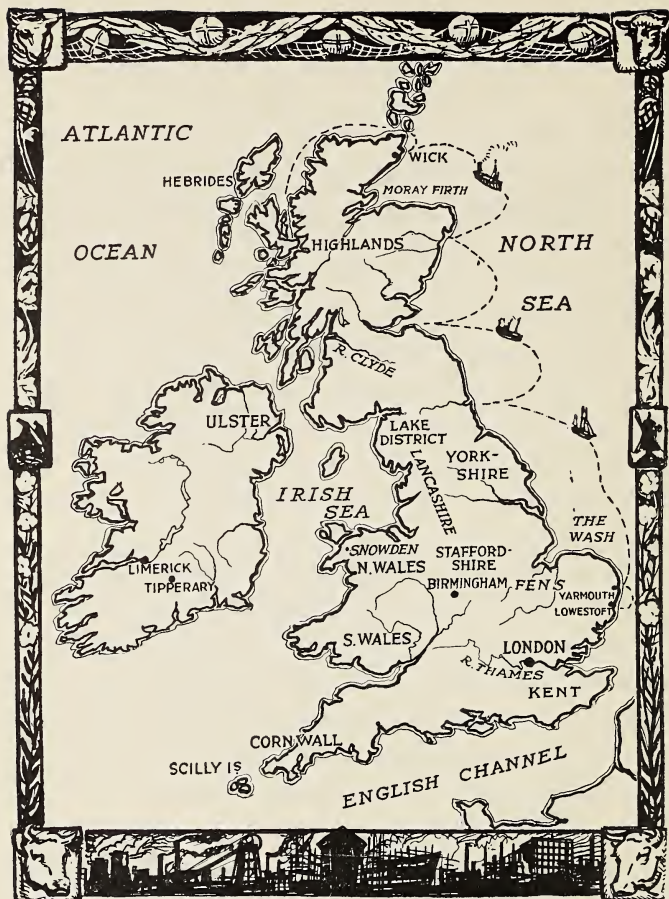 ATLANTIC
WICK
HEBRIDES
MORAY FIRTH
OCEAN
HIGHLANDS
NORTH
SEA
R. CLYDE
ULSTER
LAKE
DISTRICT
LANCASHIRE
YORK-
SHIRE
IRISH
SEA
THE
WASH
SNOWDEN
N. WALES
STAFFORD-
SHIRE
LIMERICK
TIPPERARY
BIRMINGHAM
FENS
YARMOUTH
LOWESTOFT
S. WALES
LONDON
R. THAMES
KENT
CORNWALL
SCILLY IS
ENGLISH CHANNEL